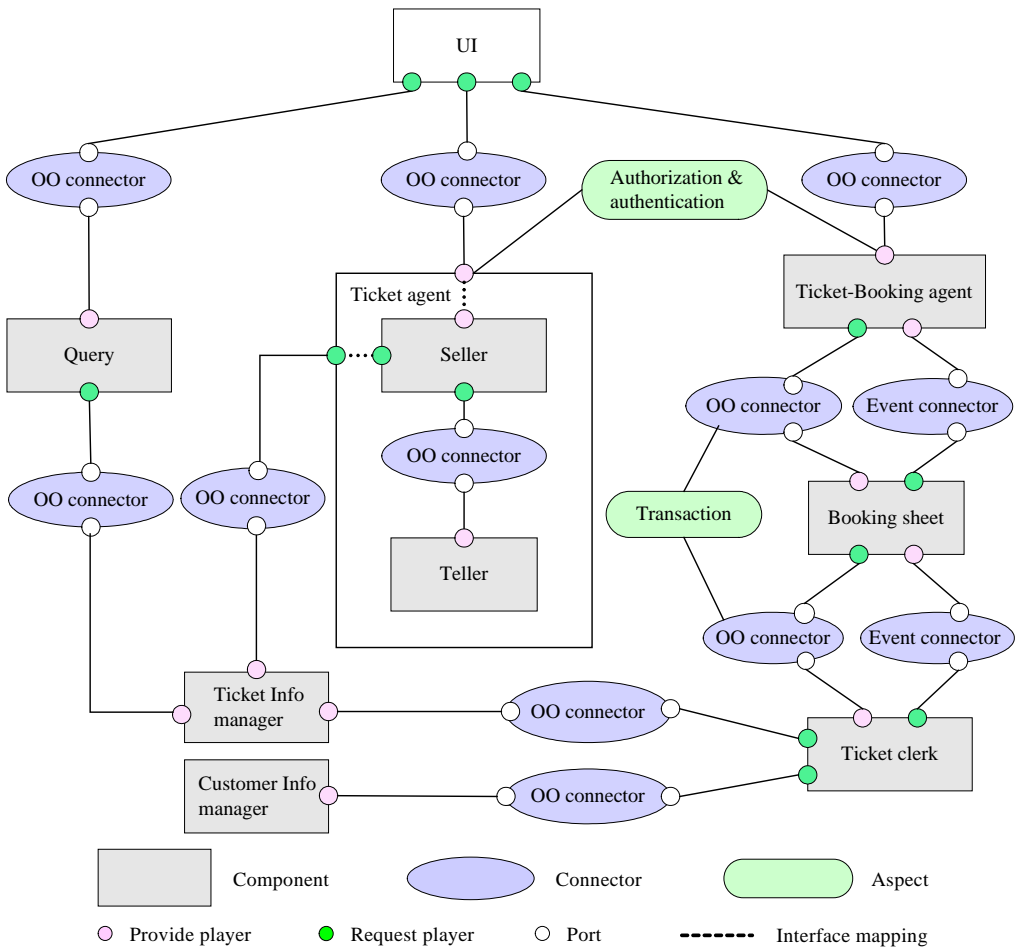 UI
OO connector
OO connector
Authorization &
authentication
OO connector
Ticket agent
Ticket-Booking agent
Query
Seller
OO connector
Event connector
OO connector
OO connector
OO connector
Transaction
Booking sheet
Teller
OO connector
Event connector
Ticket Info
manager
OO connector
Ticket clerk
Customer Info
manager
OO connector
Component
Connector
Aspect
Provide player
Request player
Port
Interface mapping